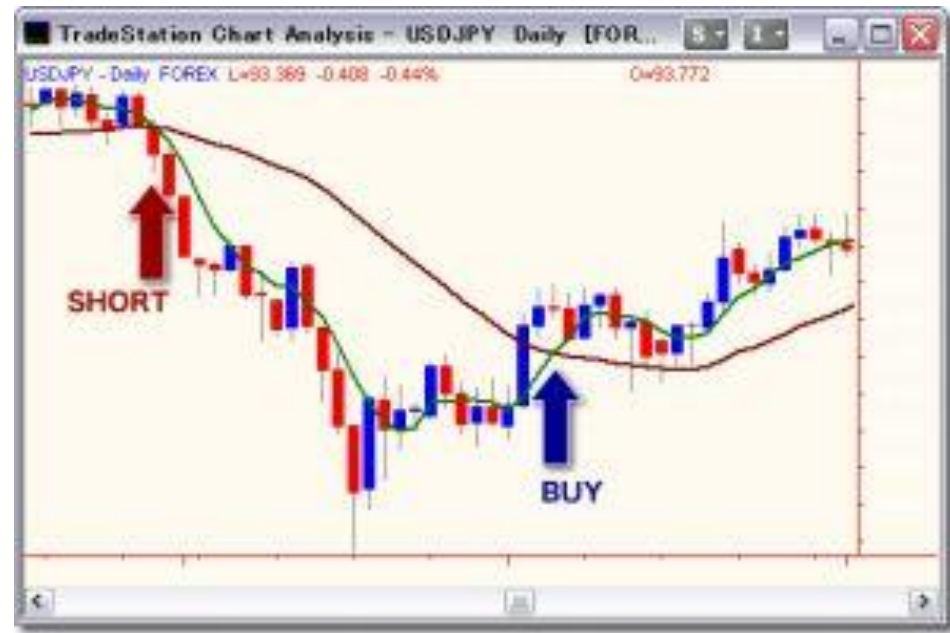 TradeStation Chart Analysis - USDJPY Daily [FOR...
USDJPY - Daily FOREX L=93.369 -0.408 -0.44% O=93.772
SHORT
BUY